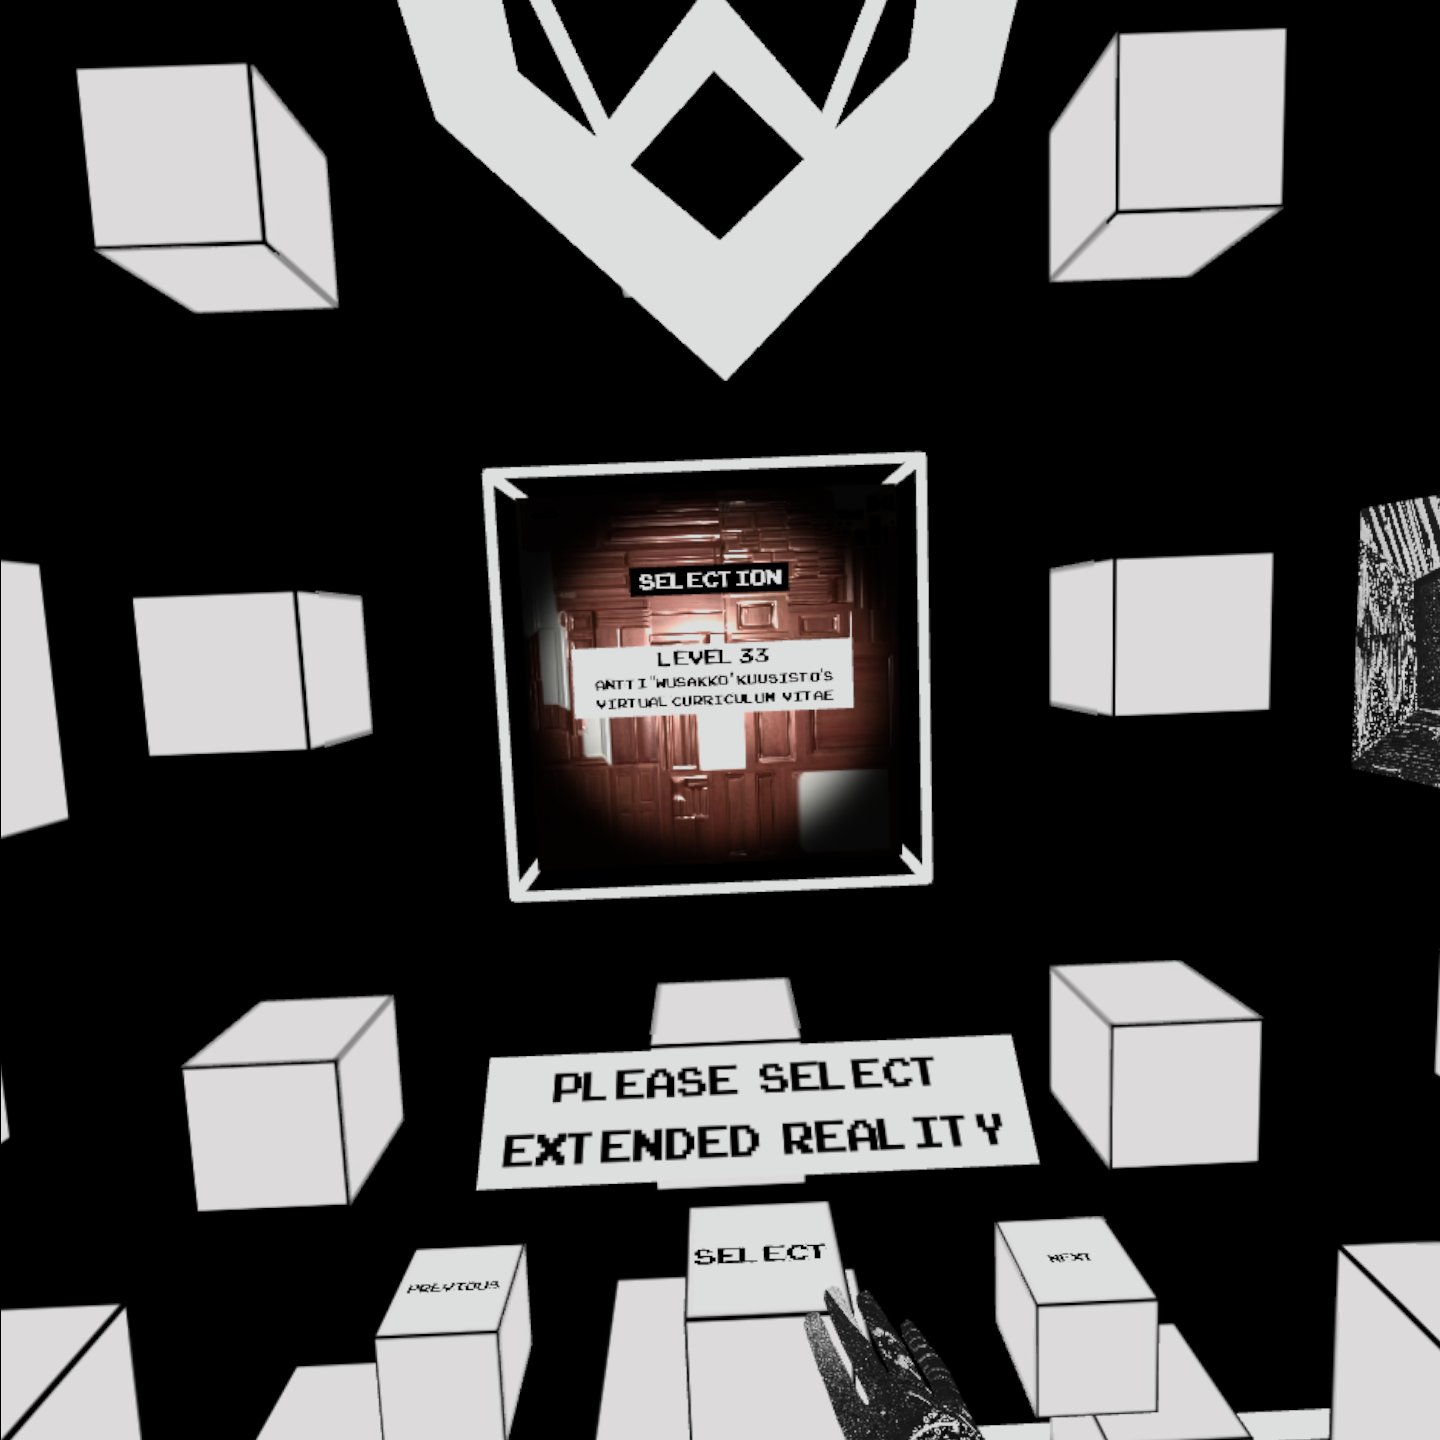 SELECTION
LEVEL 33
ANTTI "WUSAKKO" KUUSISTO'S
VIRTUAL CURRICULUM VITAE
PLEASE SELECT
EXTENDED REALITY
SELECT
NEXT
PREVIOUS